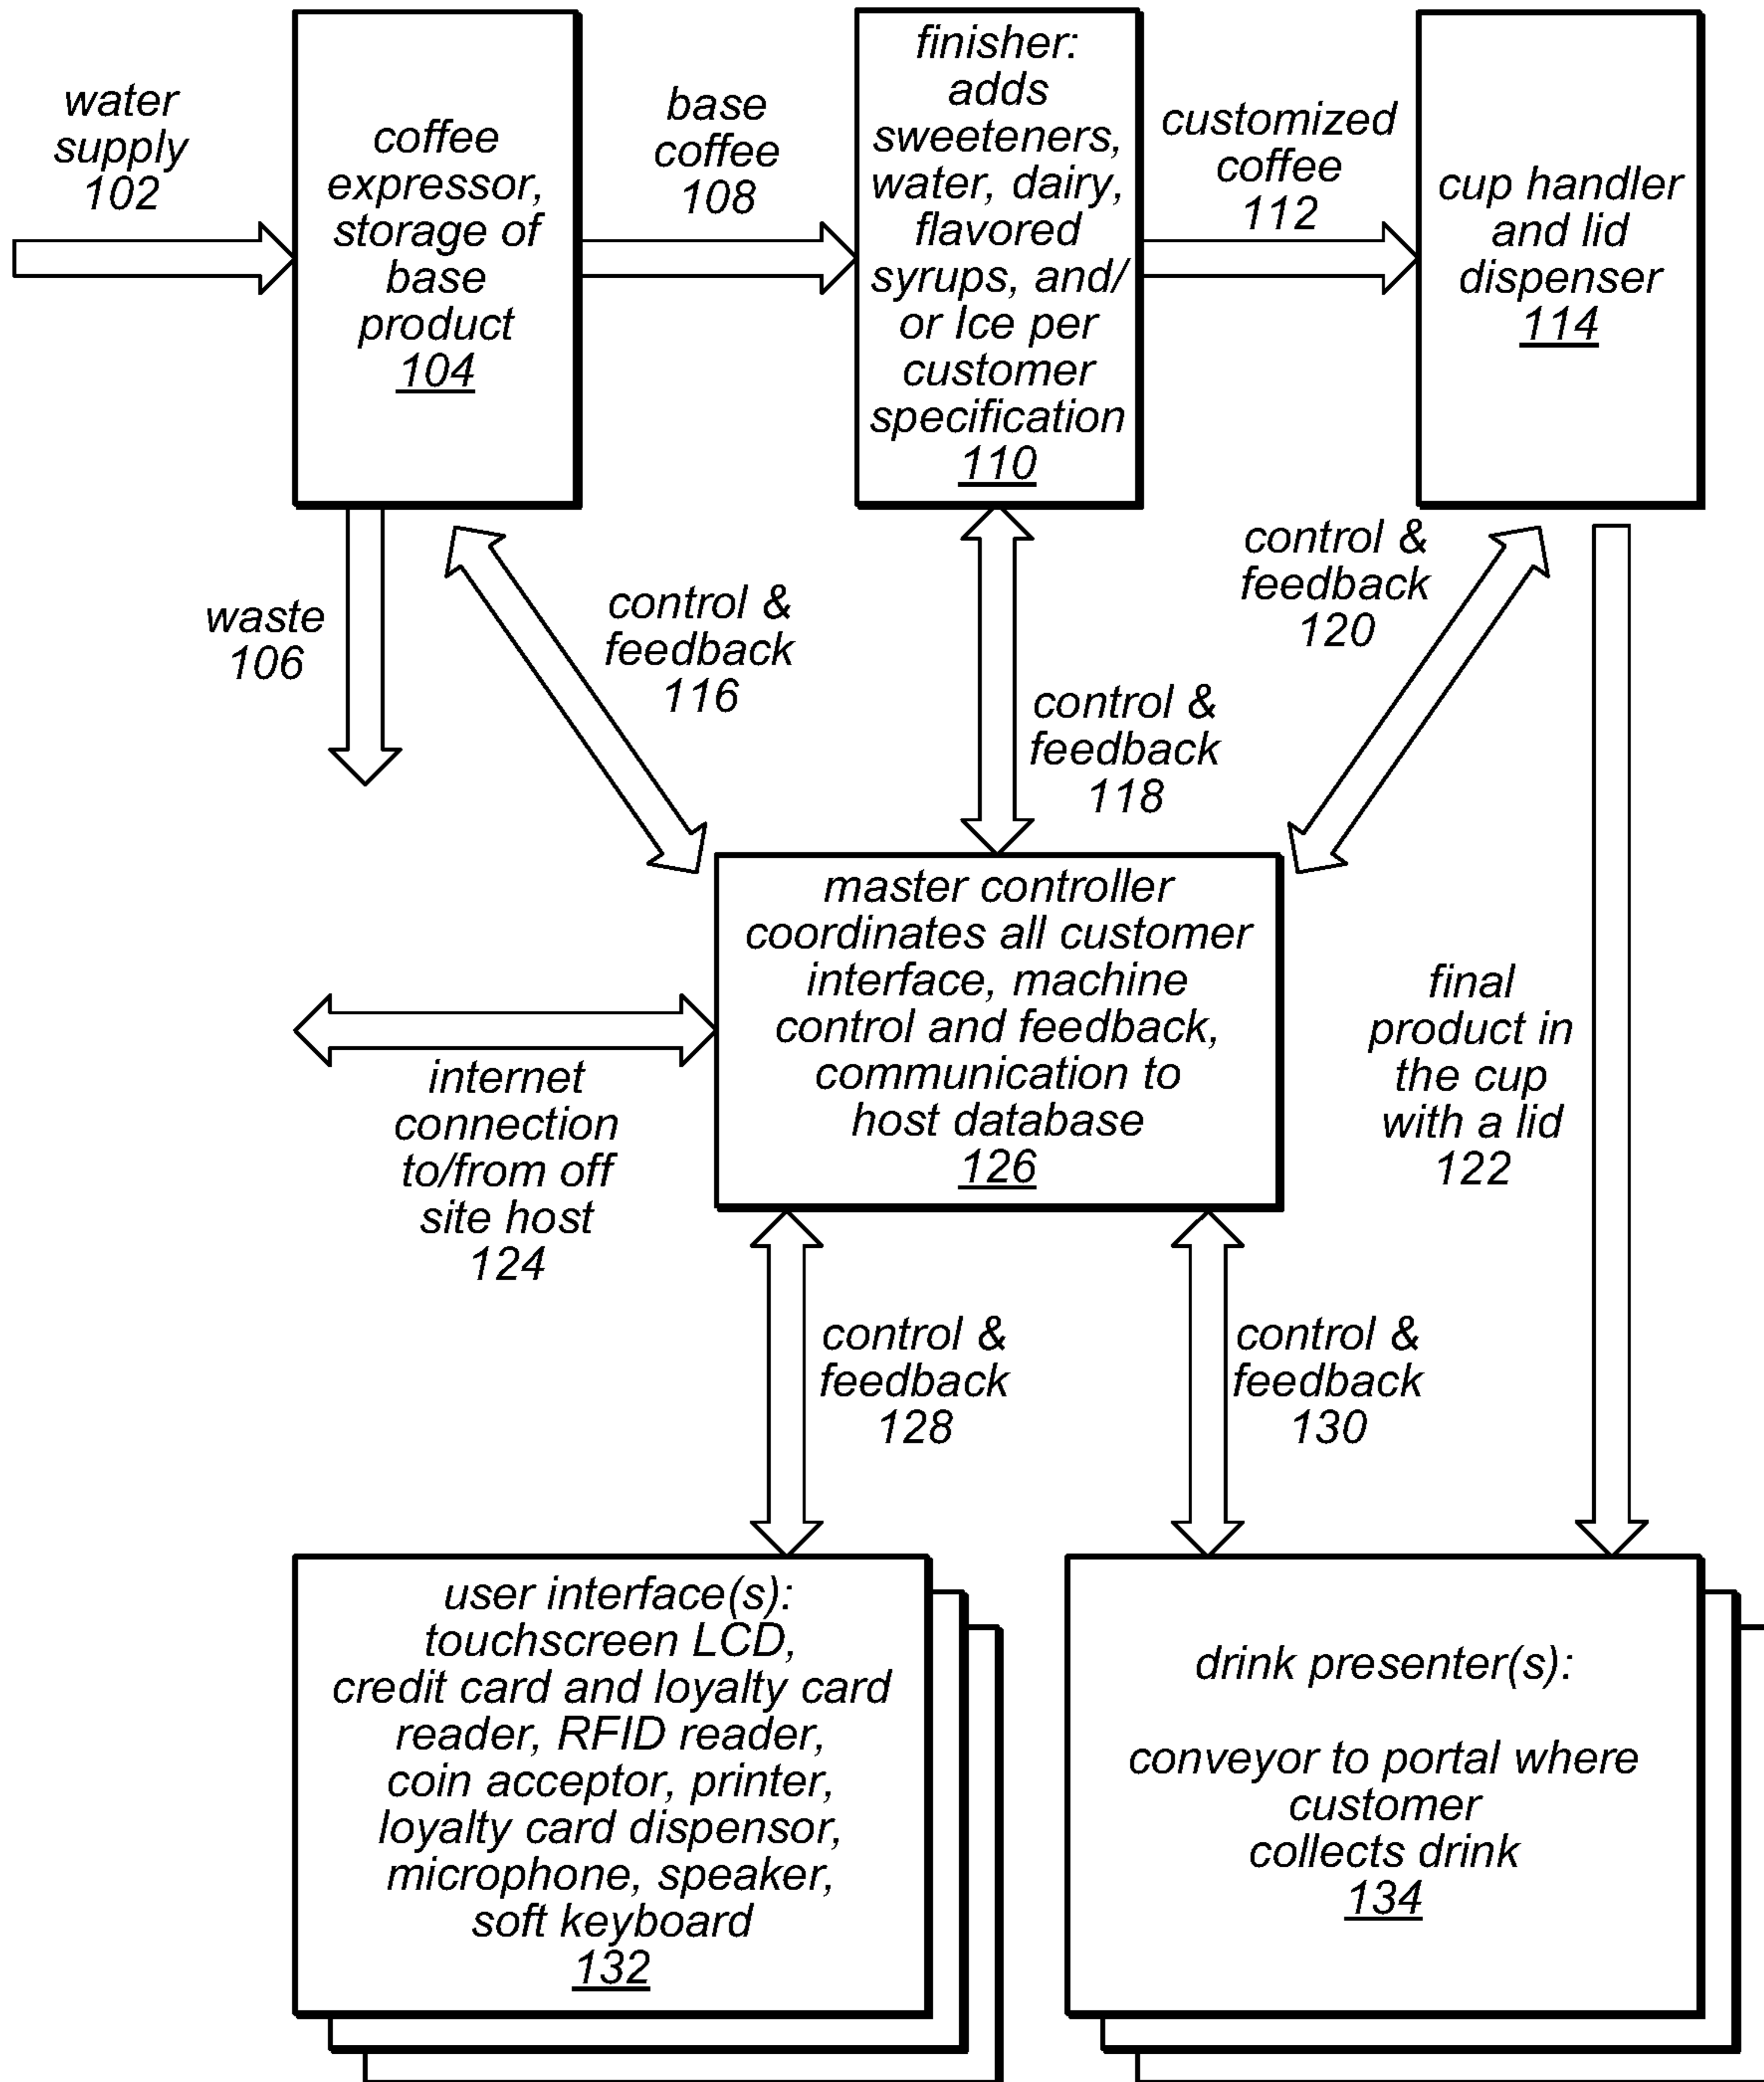 water
supply
102
coffee
expressor,
storage of
base
product
104
base
coffee
108
finisher:
adds
sweeteners,
water, dairy,
flavored
syrups, and/
or Ice per
customer
specification
110
customized
coffee
112
cup handler
and lid
dispenser
114
waste
106
control &
feedback
116
control &
feedback
118
control &
feedback
120
master controller
coordinates all customer
interface, machine
control and feedback,
communication to
host database
126
internet
connection
to/from off
site host
124
final
product in
the cup
with a lid
122
control &
feedback
128
control &
feedback
130
user interface(s):
touchscreen LCD,
credit card and loyalty card
reader, RFID reader,
coin acceptor, printer,
loyalty card dispensor,
microphone, speaker,
soft keyboard
132
drink presenter(s):
conveyor to portal where
customer
collects drink
134